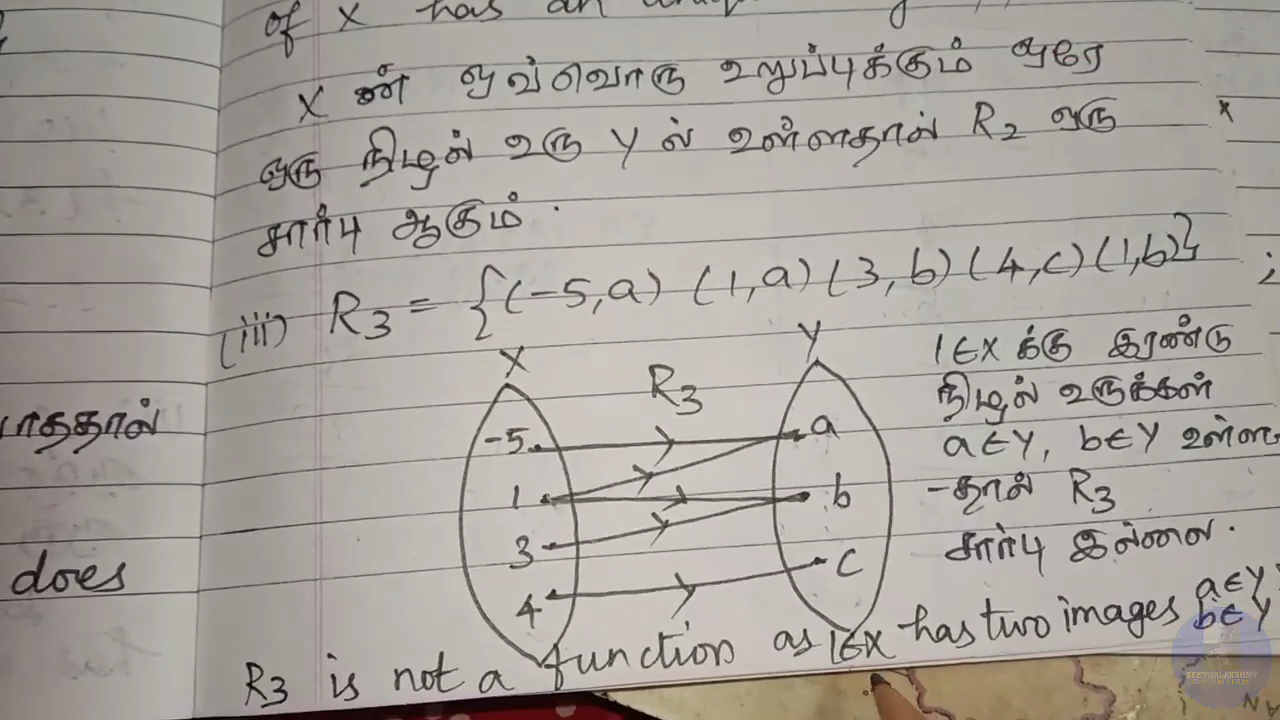 of X has an
X ன் ஒவ்வொரு உறுப்புக்கும் ஒரே
ஒரு நிழல் உரு Y ல் உள்ளதால் R₂ ஒரு
சார்பு ஆகும்.
(iii) R₃ = {(-5,a) (1,a) (3,b) (4,c) (1,b)}
X
Y
R₃
-5
1
3
4
a
b
c
1∈X க்கு இரண்டு
நிழல் உருக்கள்
a∈Y, b∈Y உள்ள
-தால் R₃
சார்பு இல்லை.
R₃ is not a function as 1∈X has two images a∈Y, b∈Y
does
SEETHALAKSHMY